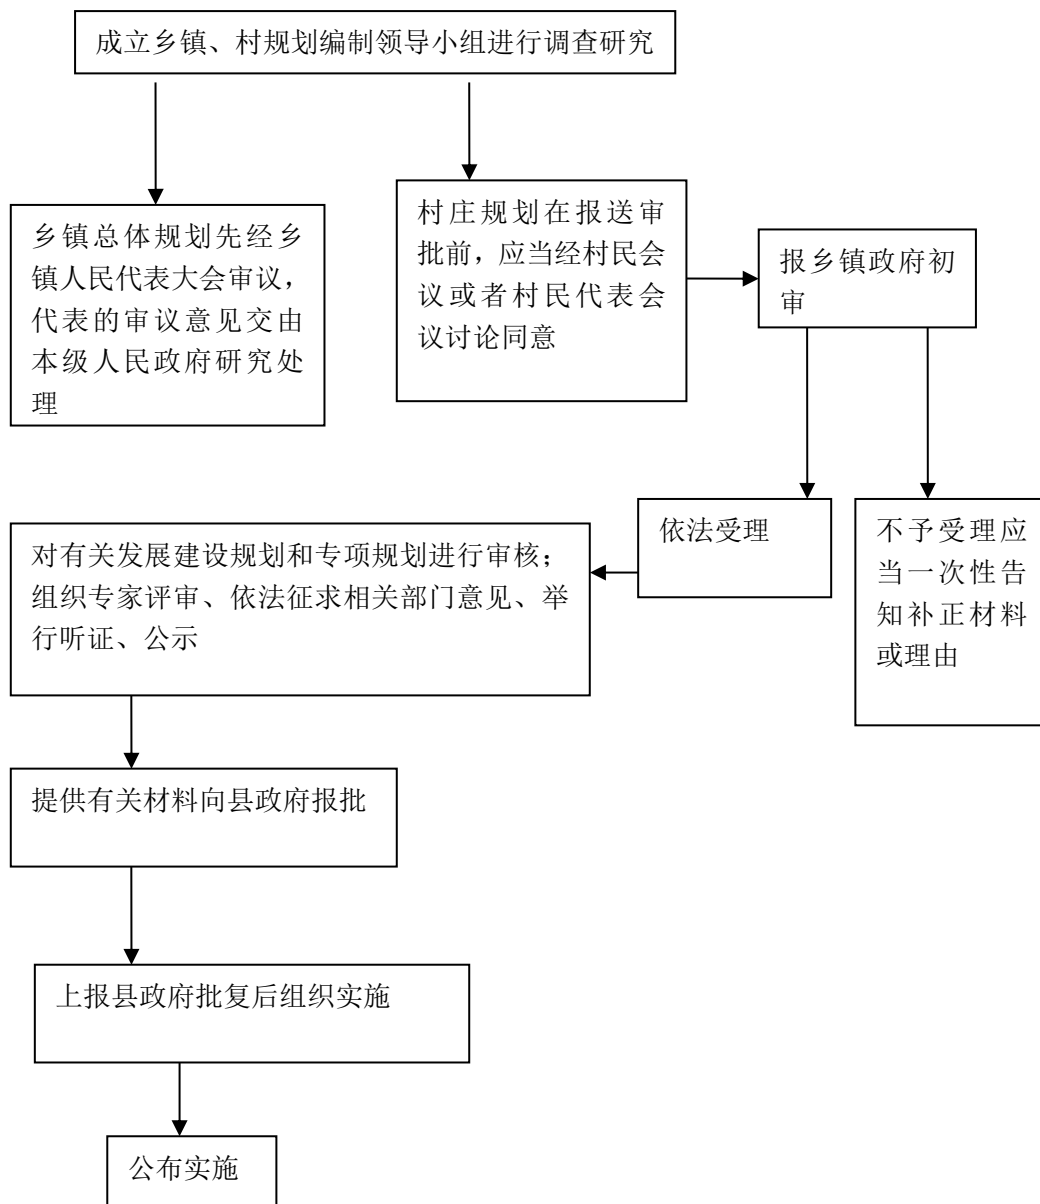 成立乡镇、村规划编制领导小组进行调查研究
乡镇总体规划先经乡
镇人民代表大会审议，
代表的审议意见交由
本级人民政府研究处
理
村庄规划在报送审
批前，应当经村民会
议或者村民代表会
议讨论同意
报乡镇政府初
审
依法受理
不予受理应
当一次性告
知补正材料
或理由
对有关发展建设规划和专项规划进行审核；
组织专家评审、依法征求相关部门意见、举
行听证、公示
提供有关材料向县政府报批
上报县政府批复后组织实施
公布实施